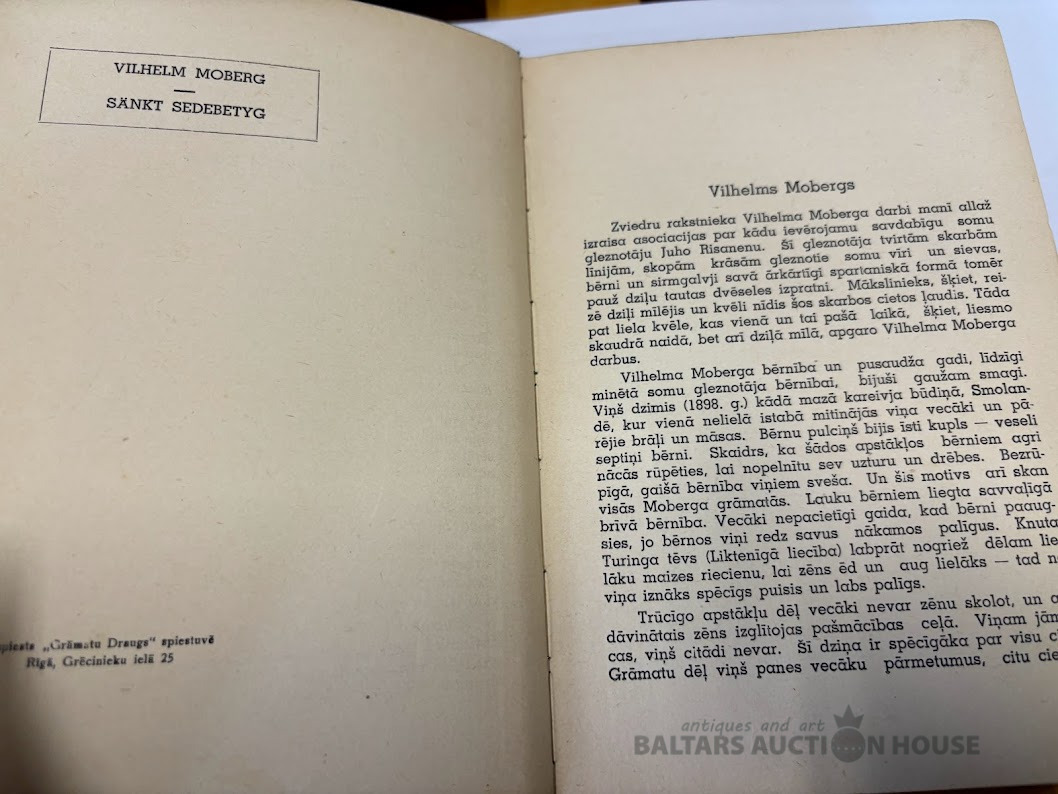 VILHELM MOBERG
—
SÄNKT SEDEBETYG
„Grāmatu Draugs" spiestuvē
Rīgā, Grēcinieku ielā 25
Vilhelms Mobergs
Zviedru rakstnieka Vilhelma Moberga darbi manī allaž
izraisa asociacijas par kādu ievērojamu savdabīgu somu
gleznotāju Juho Risanenu. Šī gleznotāja tvirtām skarbām
līnijām, skopām krāsām gleznotie somu vīri un sievas,
bērni un sirmgalvji savā ārkārtīgi spartaniskā formā tomēr
pauž dziļu tautas dvēseles izpratni. Mākslinieks, šķiet, rei-
zē dziļi mīlējis un kvēli nīdis šos skarbos cietos ļaudis. Tāda
pat liela kvēle, kas vienā un tai pašā laikā, šķiet, liesmo
skaudrā naidā, bet arī dziļā mīlā, apgaro Vilhelma Moberga
darbus.
Vilhelma Moberga bērnība un pusaudža gadi, līdzīgi
minētā somu gleznotāja bērnībai, bijuši gaužam smagi.
Viņš dzimis (1898. g.) kādā mazā kareivja būdiņā, Smolan-
dē, kur vienā nelielā istabā mitinājās viņa vecāki un pā-
rējie brāļi un māsas. Bērnu pulciņš bijis īsti kupls — veseli
septiņi bērni. Skaidrs, ka šādos apstākļos bērniem agri
nācās rūpēties, lai nopelnītu sev uzturu un drēbes. Bezrū-
pīgā, gaišā bērnība viņiem sveša. Un šis motivs arī skan
visās Moberga grāmatās. Lauku bērniem liegta savvaļīgā
brīvā bērnība. Vecāki nepacietīgi gaida, kad bērni paaug-
sies, jo bērnos viņi redz savus nākamos palīgus. Knuta
Turinga tēvs (Liktenīgā liecība) labprāt nogriež dēlam lie
lāku maizes riecienu, lai zēns ēd un aug lielāks — tad no
viņa iznāks spēcīgs puisis un labs palīgs.
Trūcīgo apstākļu dēļ vecāki nevar zēnu skolot, un a
dāvinātais zēns izglītojas pašmācības ceļā. Viņam jām
cas, viņš citādi nevar. Šī dziņa ir spēcīgāka par visu ci
Grāmatu dēļ viņš panes vecāku pārmetumus, citu cie
antiques and art
BALTARS AUCTION HOUSE